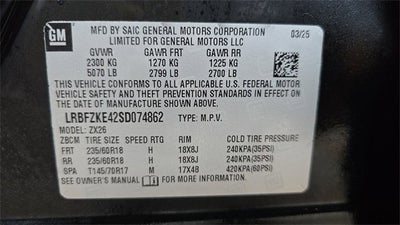 GM
MFD BY SAIC GENERAL MOTORS CORPORATION 03/25
LIMITED FOR GENERAL MOTORS LLC
GVWR GAWR FRT GAWR RR
2300 KG 1270 KG 1225 KG
5070 LB 2799 LB 2700 LB
THIS VEHICLE CONFORMS TO ALL APPLICABLE U.S. FEDERAL MOTOR
VEHICLE SAFETY AND THEFT PREVENTION STANDARDS IN EFFECT ON
THE DATE OF MANUFACTURE SHOWN ABOVE.
LRBFZKE42SD074862 TYPE: M.P.V.
MODEL: ZX26
ZBCM TIRE SIZE SPEED RTG RIM COLD TIRE PRESSURE
FRT 235/60R18 H 18X8J 240KPA(35PSI)
RR 235/60R18 H 18X8J 240KPA(35PSI)
SPA T145/70R17 M 17X4B 420KPA(60PSI)
SEE OWNER'S MANUAL FOR ADDITIONAL INFORMATION.